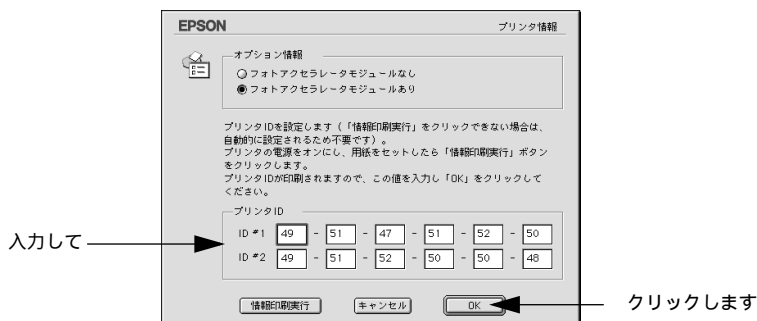 EPSON プリンタ情報
オプション情報
フォトアクセラレータモジュールなし
フォトアクセラレータモジュールあり
プリンタIDを設定します（「情報印刷実行」をクリックできない場合は、
自動的に設定されるため不要です）。
プリンタの電源をオンにし、用紙をセットしたら「情報印刷実行」ボタン
をクリックします。
プリンタIDが印刷されますので、この値を入力し「OK」をクリックして
ください。
プリンタID
入力して
ID #1 49 - 51 - 47 - 51 - 52 - 50
ID #2 49 - 51 - 52 - 50 - 50 - 48
情報印刷実行 キャンセル OK クリックします